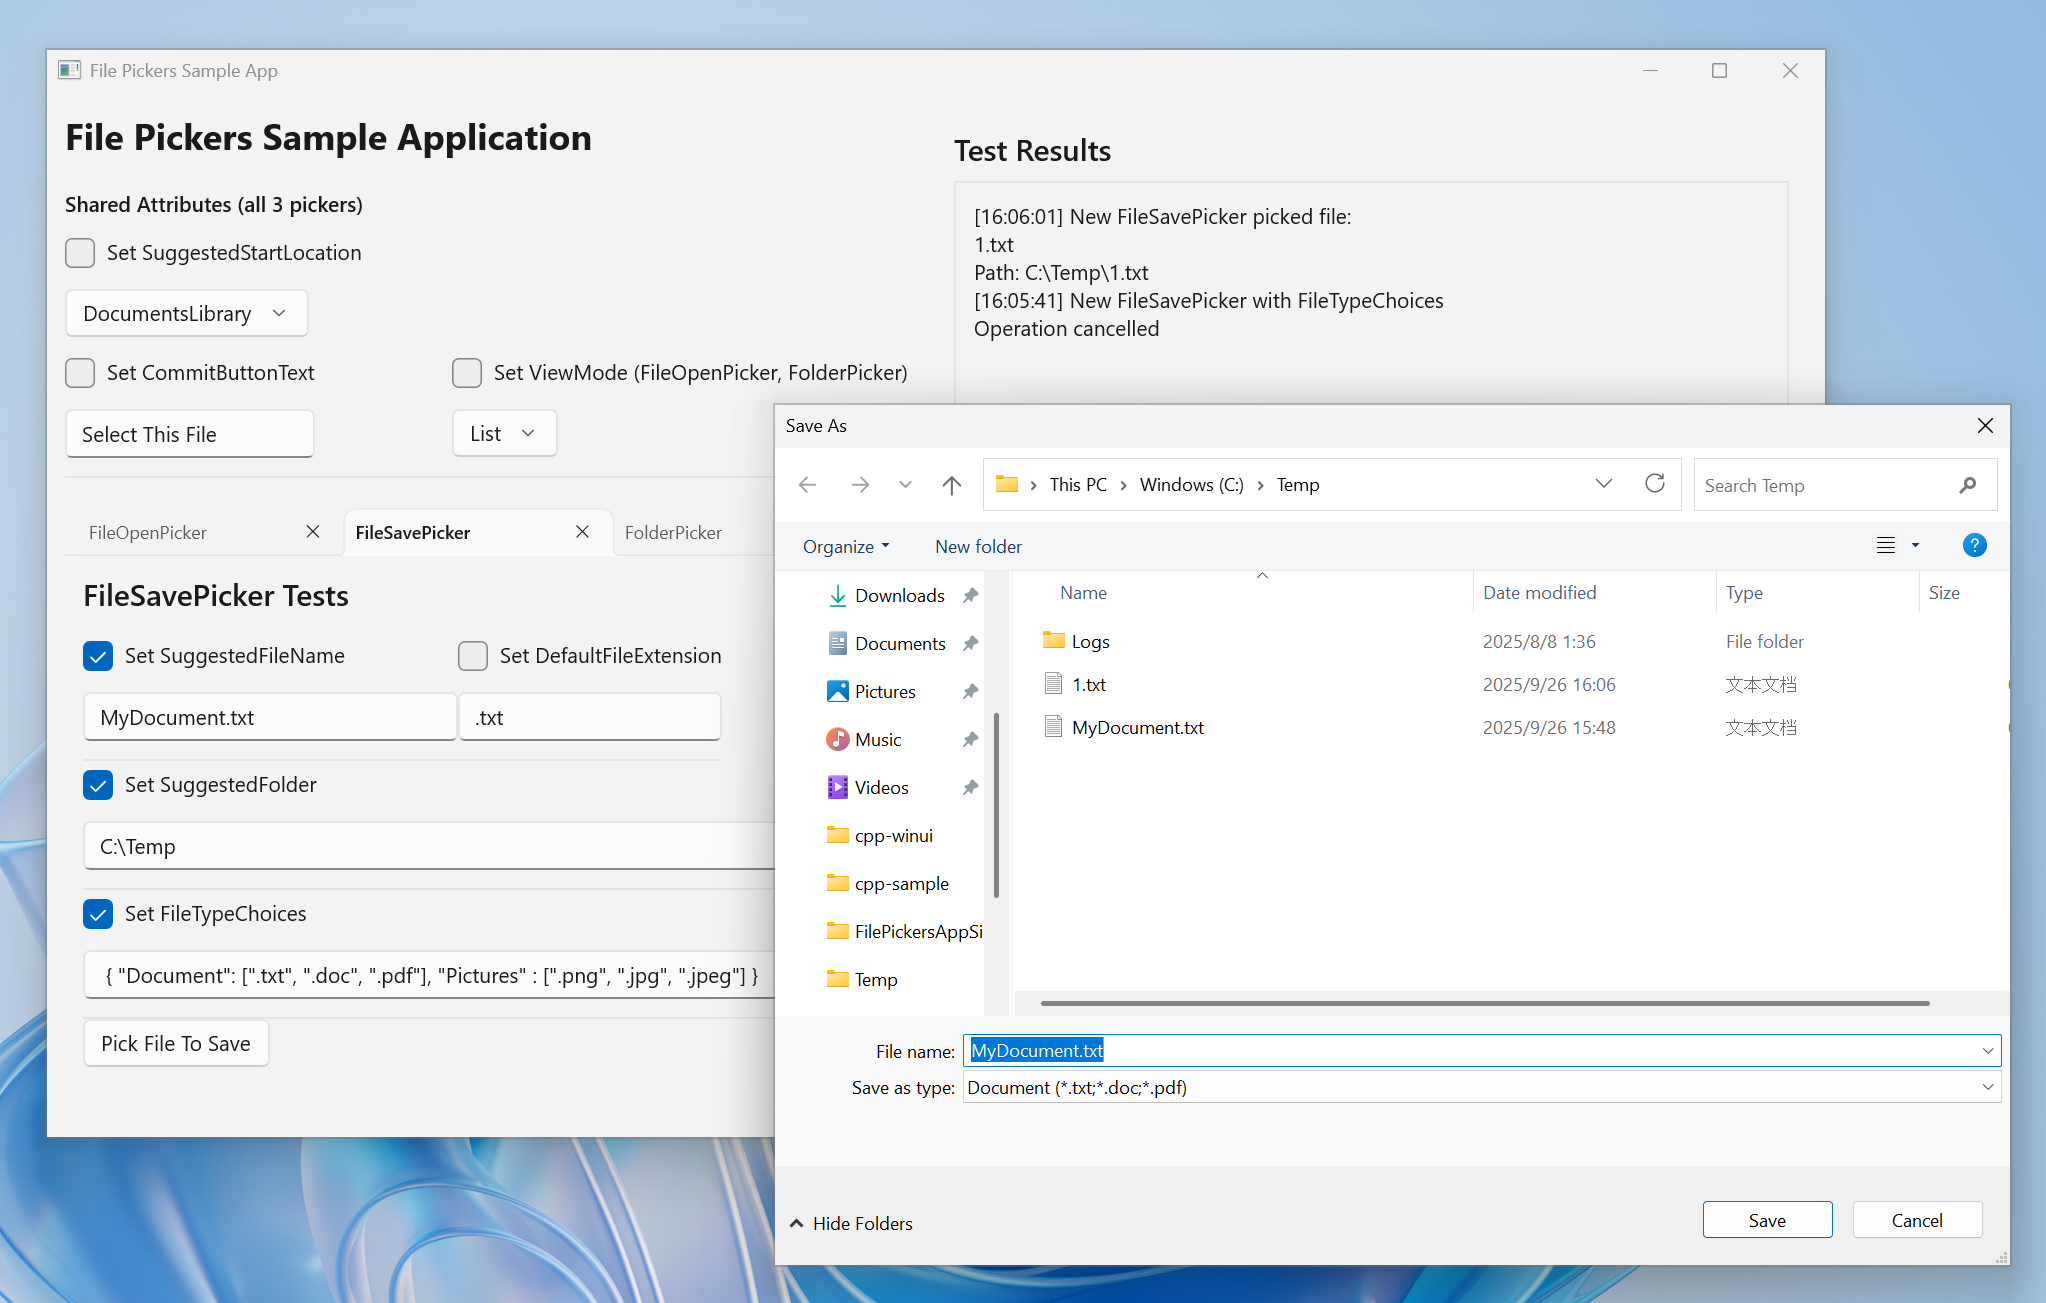 File Pickers Sample App
File Pickers Sample Application
Shared Attributes (all 3 pickers)
Set SuggestedStartLocation
DocumentsLibrary
Set CommitButtonText
Set ViewMode (FileOpenPicker, FolderPicker)
Select This File
List
Test Results
[16:06:01] New FileSavePicker picked file:
1.txt
Path: C:\Temp\1.txt
[16:05:41] New FileSavePicker with FileTypeChoices
Operation cancelled
FileOpenPicker
FileSavePicker
FolderPicker
FileSavePicker Tests
Set SuggestedFileName
Set DefaultFileExtension
MyDocument.txt
.txt
Set SuggestedFolder
C:\Temp
Set FileTypeChoices
{ "Document": [".txt", ".doc", ".pdf"], "Pictures" : [".png", ".jpg", ".jpeg"] }
Pick File To Save
Save As
This PC > Windows (C:) > Temp
Search Temp
Organize
New folder
?
Downloads
Documents
Pictures
Music
Videos
cpp-winui
cpp-sample
FilePickersAppSi
Temp
Name Date modified Type Size
Logs 2025/8/8 1:36 File folder
1.txt 2025/9/26 16:06 文本文档
MyDocument.txt 2025/9/26 15:48 文本文档
File name: MyDocument.txt
Save as type: Document (*.txt;*.doc;*.pdf)
Hide Folders
Save
Cancel